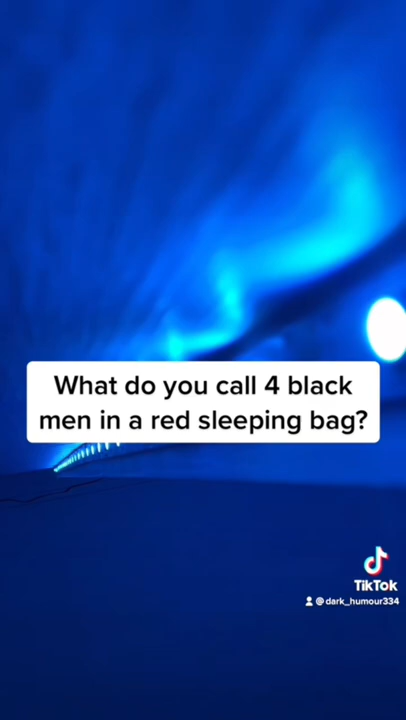 What do you call 4 black
men in a red sleeping bag?
TikTok
@dark_humour334